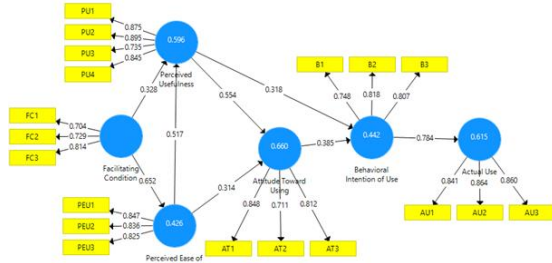 PU1
PU2
PU3
PU4
0.875
0.895
0.735
0.845
0.596
Perceived
Usefulness
B1
B2
B3
0.748
0.818
0.807
0.328
0.554
0.318
FC1
FC2
FC3
0.704
0.729
0.814
Facilitating
Condition
0.517
0.652
0.660
Attitude Toward
Using
0.385
0.442
Behavioral
Intention of Use
0.784
0.615
Actual Use
0.314
PEU1
PEU2
PEU3
0.847
0.836
0.825
0.426
Perceived Ease of
0.848
0.711
0.812
AT1
AT2
AT3
0.841
0.864
0.860
AU1
AU2
AU3